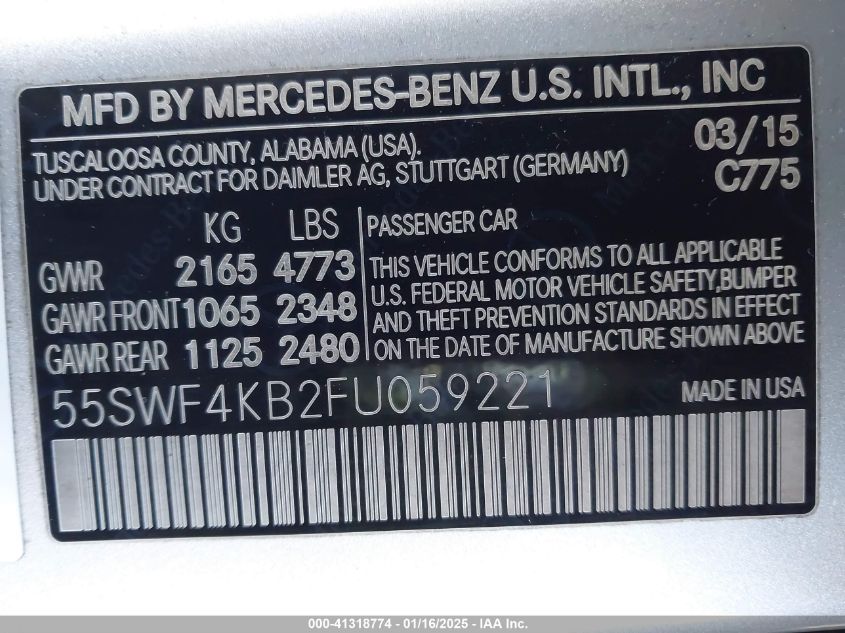 MFD BY MERCEDES-BENZ U.S. INTL., INC
TUSCALOOSA COUNTY, ALABAMA (USA). 03/15
UNDER CONTRACT FOR DAIMLER AG, STUTTGART (GERMANY) C775
KG LBS PASSENGER CAR
GVWR 2165 4773 THIS VEHICLE CONFORMS TO ALL APPLICABLE
U.S. FEDERAL MOTOR VEHICLE SAFETY,BUMPER
GAWR FRONT 1065 2348 AND THEFT PREVENTION STANDARDS IN EFFECT
GAWR REAR 1125 2480 ON THE DATE OF MANUFACTURE SHOWN ABOVE
55SWF4KB2FU059221 MADE IN USA
000-41318774 - 01/16/2025 - IAA Inc.